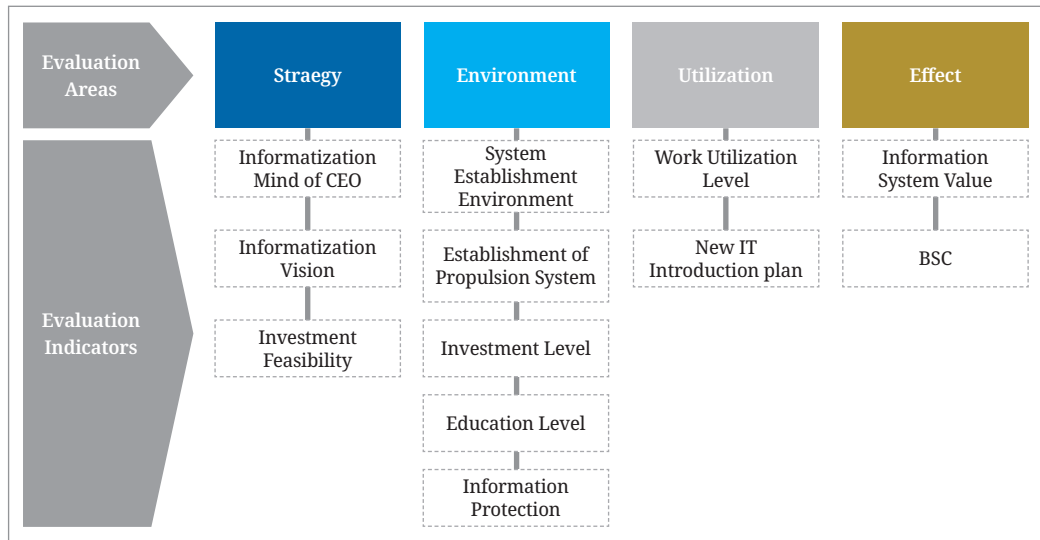 Evaluation
Areas
Straegy
Environment
Utilization
Effect
Evaluation
Indicators
Informatization
Mind of CEO
Informatization
Vision
Investment
Feasibility
System
Establishment
Environment
Establishment of
Propulsion System
Investment Level
Education Level
Information
Protection
Work Utilization
Level
New IT
Introduction plan
Information
System Value
BSC